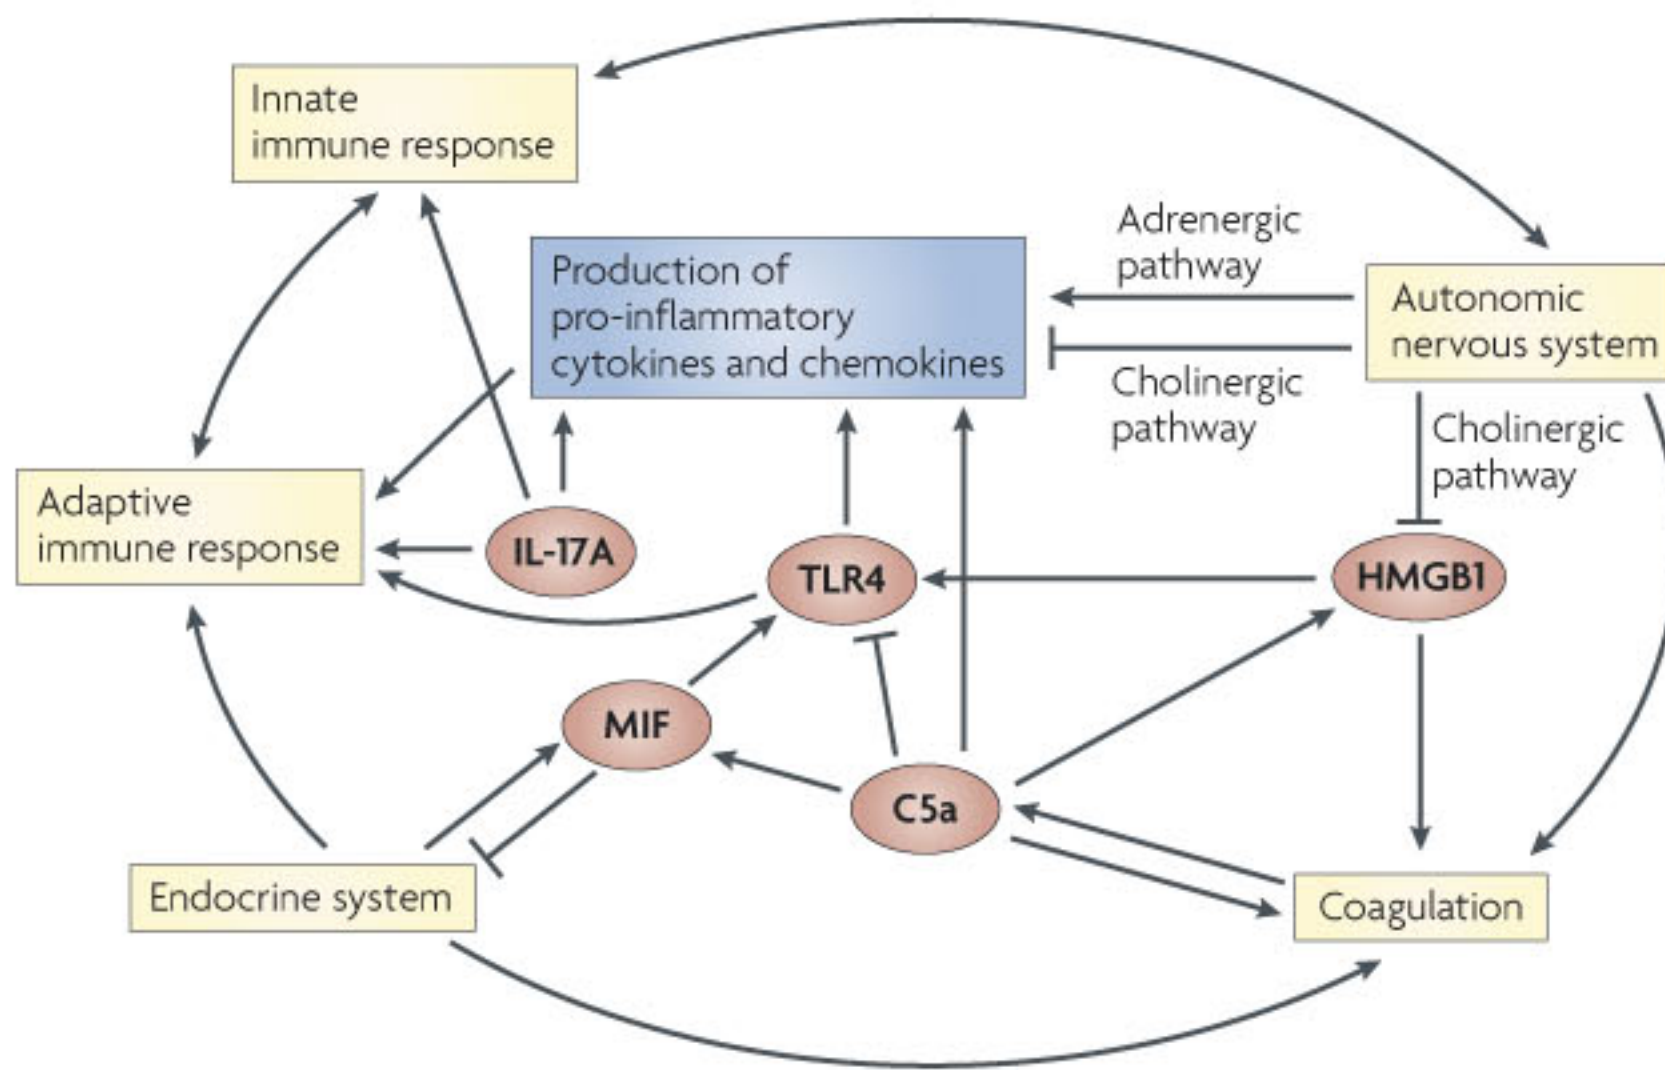 Innate
immune response
Production of
pro-inflammatory
cytokines and chemokines
Adrenergic
pathway
Cholinergic
pathway
Autonomic
nervous system
Cholinergic
pathway
Adaptive
immune response
IL-17A
TLR4
HMGB1
MIF
C5a
Endocrine system
Coagulation